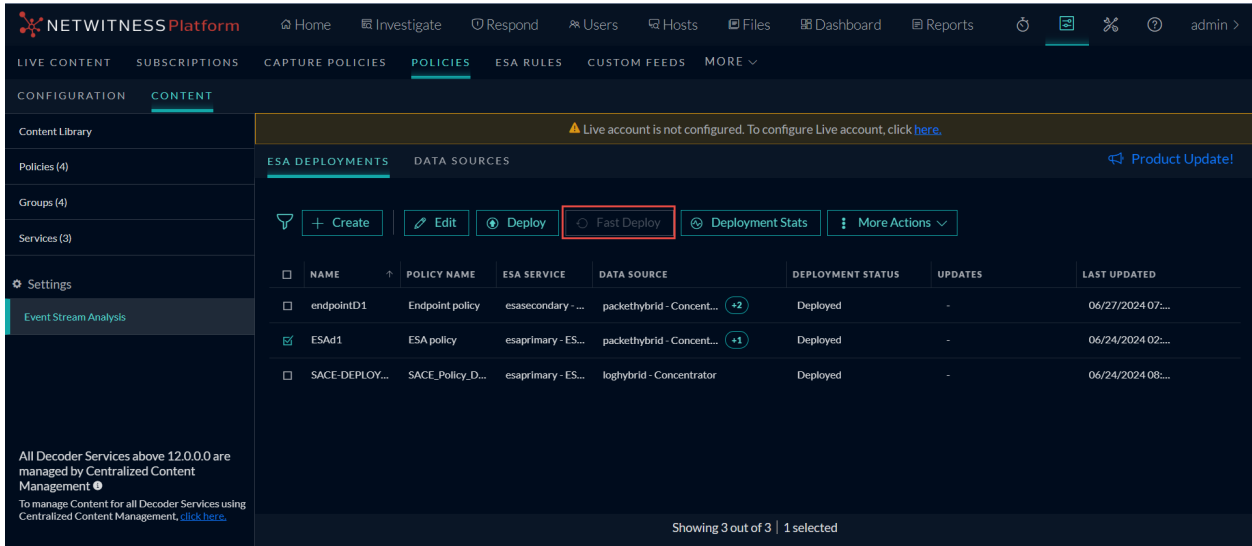 NETWITNESS Platform Home Investigate Respond Users Hosts Files Dashboard Reports admin >
LIVE CONTENT SUBSCRIPTIONS CAPTURE POLICIES POLICIES ESA RULES CUSTOM FEEDS MORE
CONFIGURATION CONTENT
Content Library
Policies (4)
Groups (4)
Services (3)
Settings
Event Stream Analysis
All Decoder Services above 12.0.0.0 are
managed by Centralized Content
Management
To manage Content for all Decoder Services using
Centralized Content Management, click here.
Live account is not configured. To configure Live account, click here.
ESA DEPLOYMENTS DATA SOURCES Product Update!
+ Create Edit Deploy Fast Deploy Deployment Stats More Actions
NAME ↑ POLICY NAME ESA SERVICE DATA SOURCE DEPLOYMENT STATUS UPDATES LAST UPDATED
endpointD1 Endpoint policy esasecondary - ... packethybrid - Concent... +2 Deployed - 06/27/2024 07:...
ESAd1 ESA policy esaprimary - ES... packethybrid - Concent... +1 Deployed - 06/24/2024 02:...
SACE-DEPLOY... SACE_Policy_D... esaprimary - ES... loghybrid - Concentrator Deployed - 06/24/2024 08:...
Showing 3 out of 3 | 1 selected